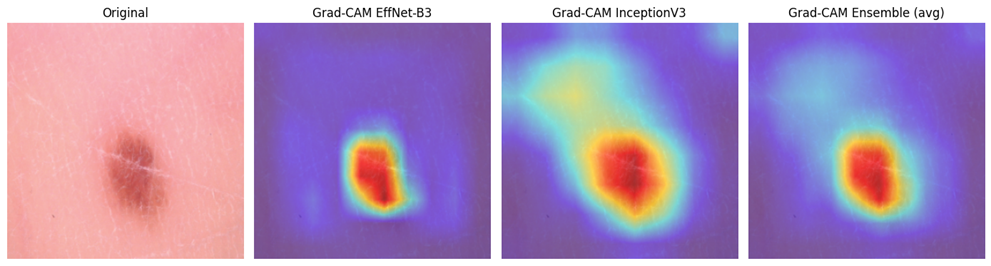 Original
Grad-CAM EffNet-B3
Grad-CAM InceptionV3
Grad-CAM Ensemble (avg)